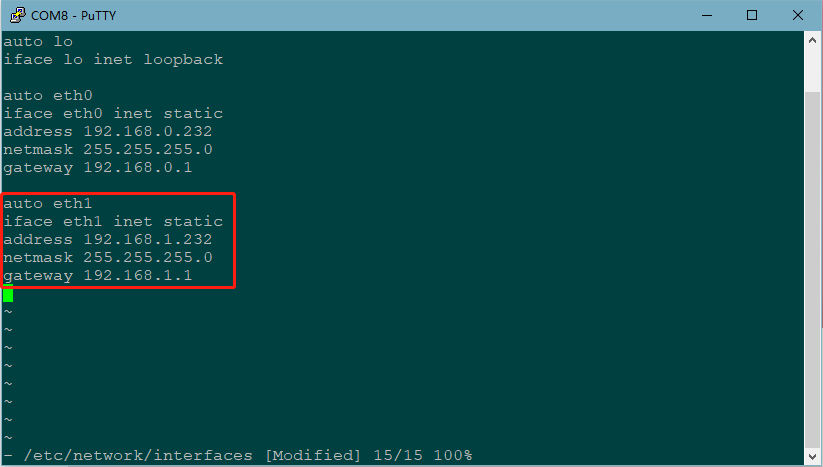 COM8 - PuTTY
auto lo
iface lo inet loopback
auto eth0
iface eth0 inet static
address 192.168.0.232
netmask 255.255.255.0
gateway 192.168.0.1
auto eth1
iface eth1 inet static
address 192.168.1.232
netmask 255.255.255.0
gateway 192.168.1.1
~
~
~
~
~
~
~
~
- /etc/network/interfaces [Modified] 15/15 100%